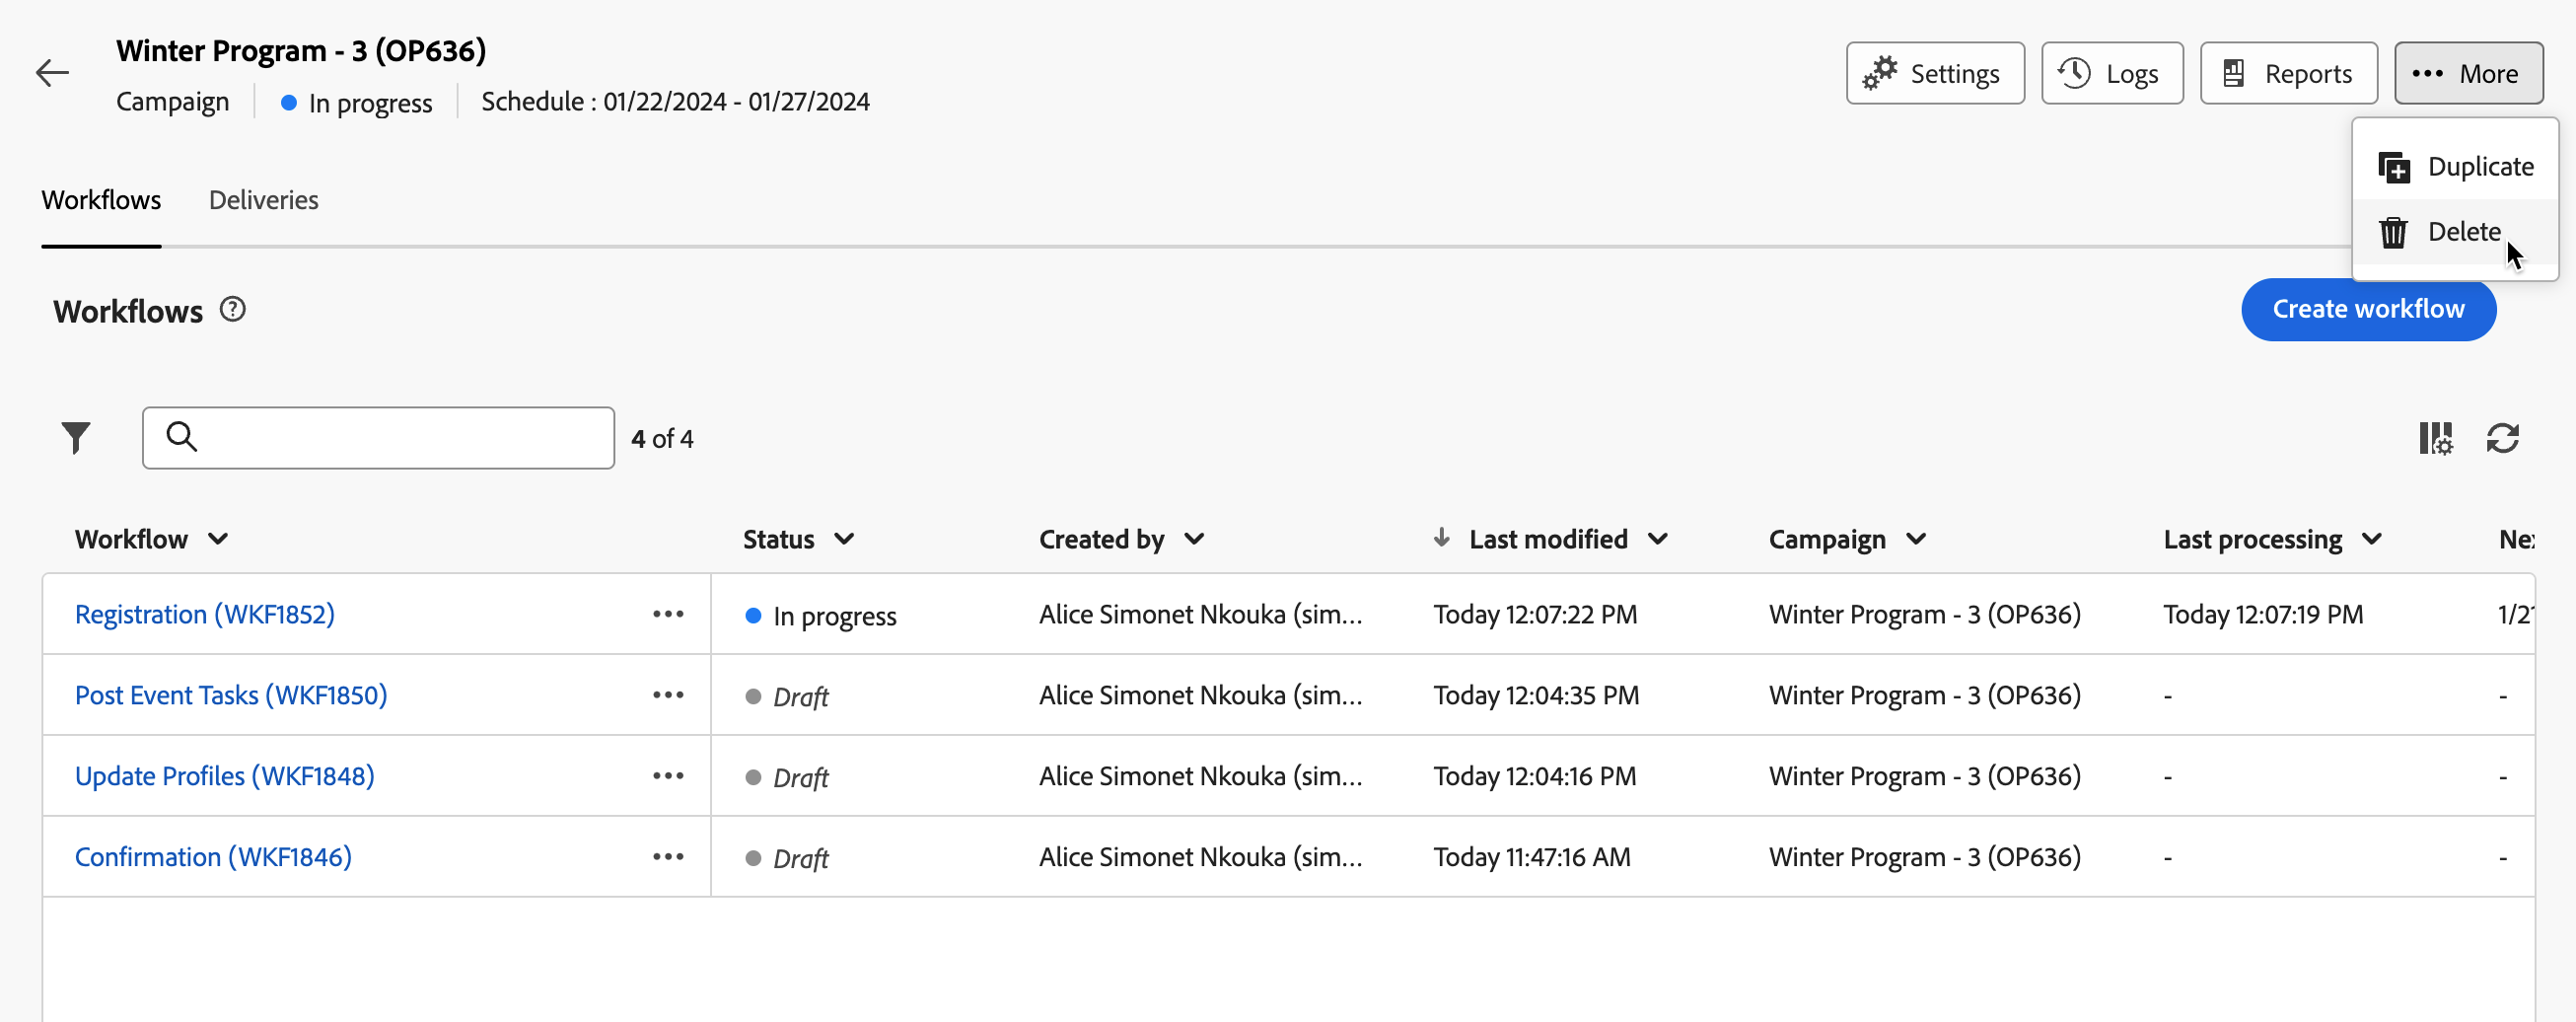 Winter Program - 3 (OP636)
Campaign In progress Schedule : 01/22/2024 - 01/27/2024
Settings Logs Reports More
Duplicate
Delete
Workflows Deliveries
Workflows
Create workflow
4 of 4
Workflow Status Created by Last modified Campaign Last processing
Registration (WKF1852) In progress Alice Simonet Nkouka (sim... Today 12:07:22 PM Winter Program - 3 (OP636) Today 12:07:19 PM
Post Event Tasks (WKF1850) Draft Alice Simonet Nkouka (sim... Today 12:04:35 PM Winter Program - 3 (OP636) - -
Update Profiles (WKF1848) Draft Alice Simonet Nkouka (sim... Today 12:04:16 PM Winter Program - 3 (OP636) - -
Confirmation (WKF1846) Draft Alice Simonet Nkouka (sim... Today 11:47:16 AM Winter Program - 3 (OP636) - -